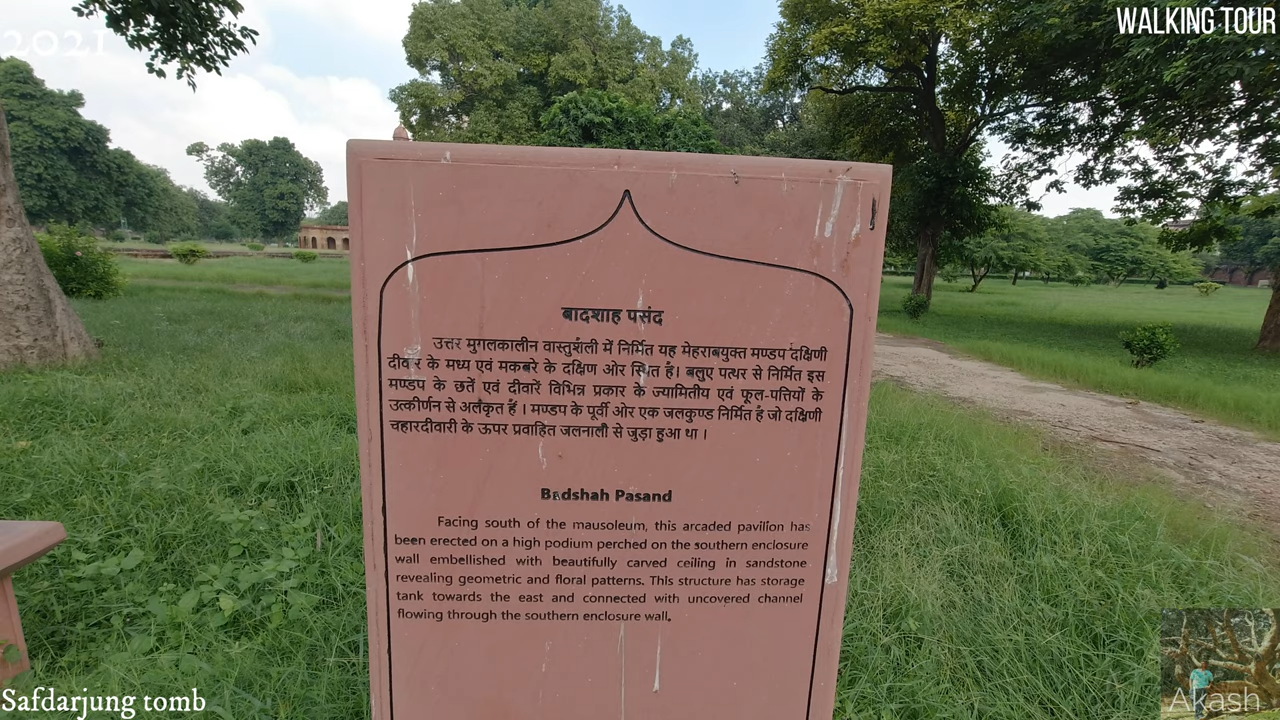 2021
WALKING TOUR
बादशाह पसंद
उत्तर मुगलकालीन वास्तुशैली में निर्मित यह मेहराबयुक्त मण्डप दक्षिणी
दीवार के मध्य एवं मकबरे के दक्षिण ओर स्थित है। बलुए पत्थर से निर्मित इस
मण्डप के छतें एवं दीवारें विभिन्न प्रकार के ज्यामितीय एवं फूल-पत्तियों के
उत्कीर्णन से अलंकृत हैं । मण्डप के पूर्वी ओर एक जलकुण्ड निर्मित है जो दक्षिणी
चहारदीवारी के ऊपर प्रवाहित जलनाली से जुड़ा हुआ था ।
Badshah Pasand
Facing south of the mausoleum, this arcaded pavilion has
been erected on a high podium perched on the southern enclosure
wall embellished with beautifully carved ceiling in sandstone
revealing geometric and floral patterns. This structure has storage
tank towards the east and connected with uncovered channel
flowing through the southern enclosure wall.
Safdarjung tomb
Akash